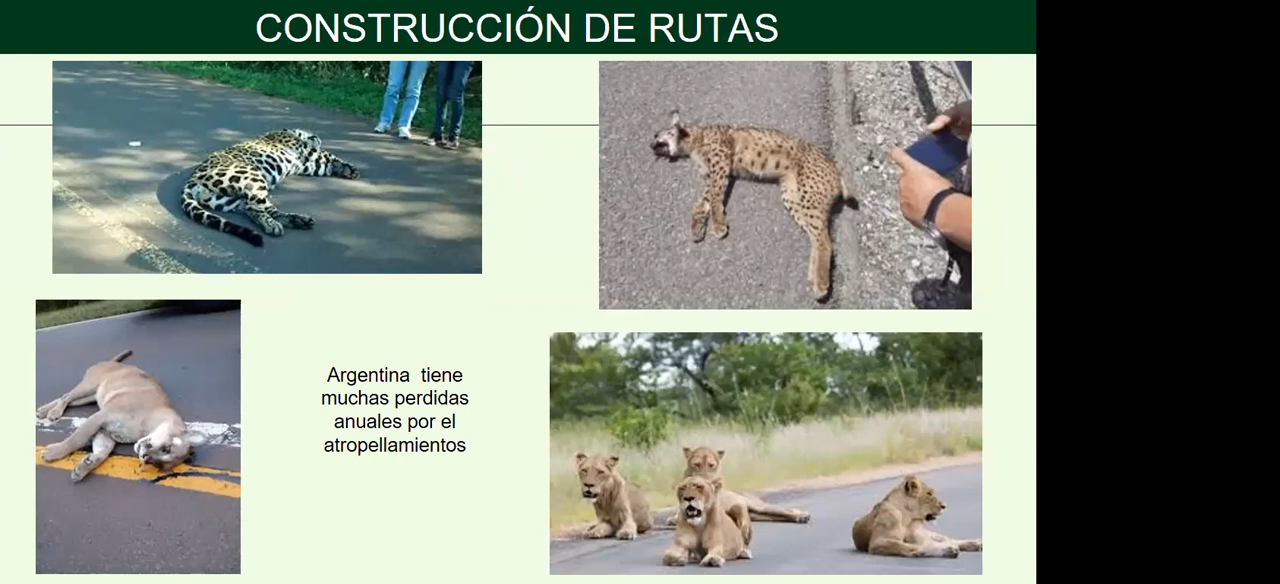 CONSTRUCCIÓN DE RUTAS
Argentina tiene
muchas perdidas
anuales por el
atropellamientos